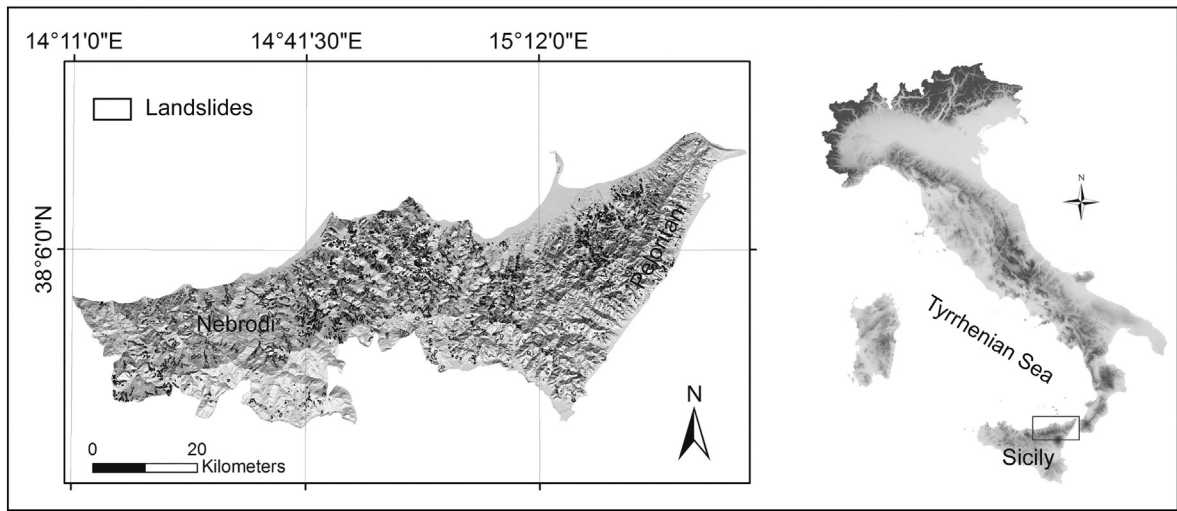 14°11'0"E 14°41'30"E 15°12'0"E
Landslides
38°6'0"N
Nebrodi
Peloritani
0 20
Kilometers
N
N
Tyrrhenian Sea
Sicily